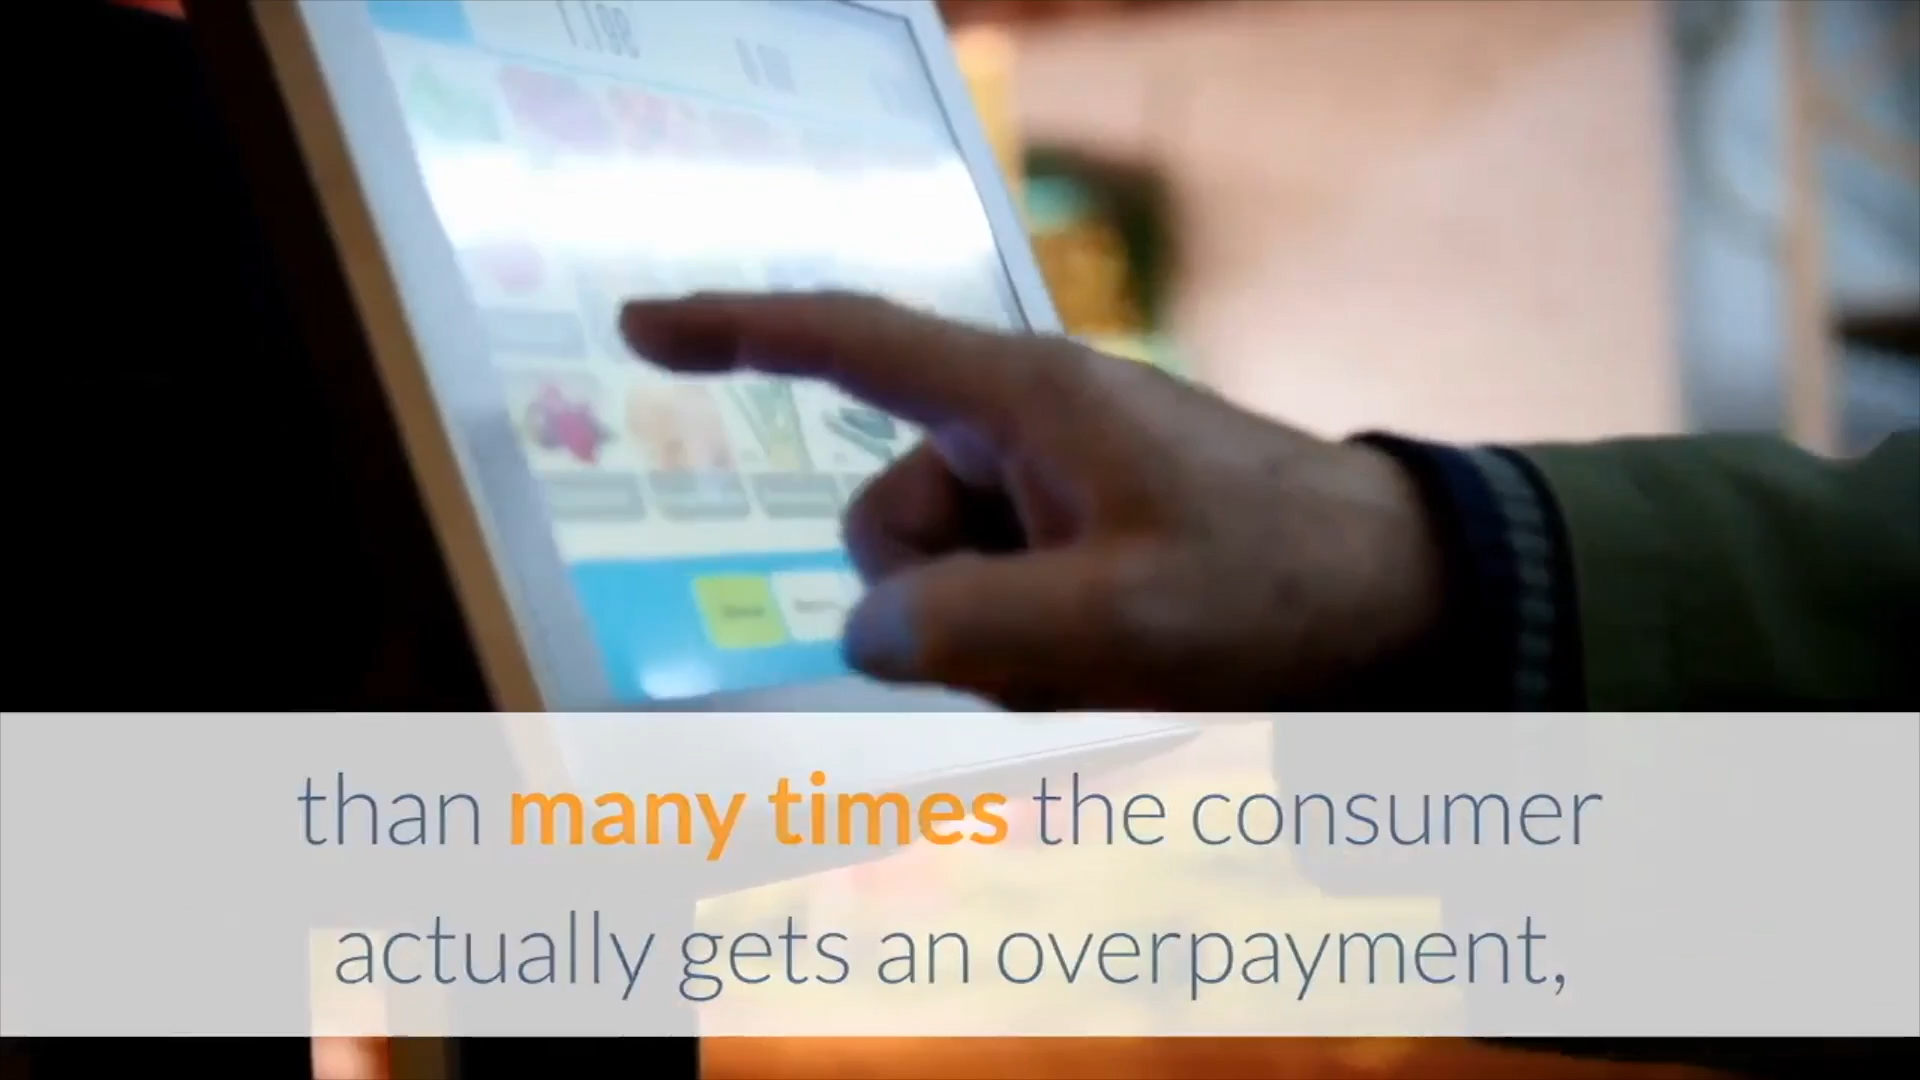 than many times the consumer
actually gets an overpayment,